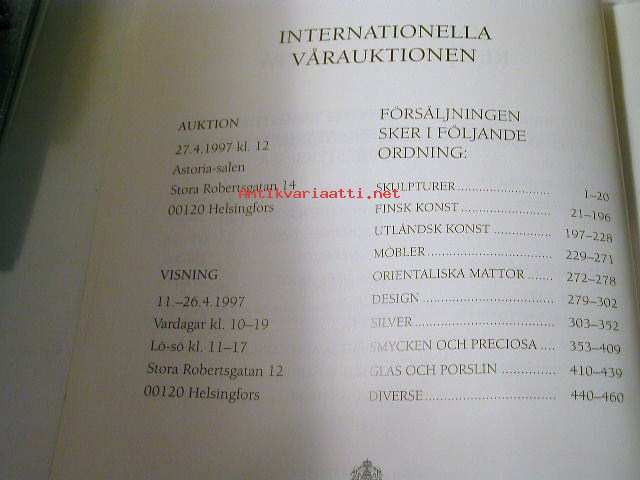 INTERNATIONELLA
VÅRAUKTIONEN
AUKTION
27.4.1997 kl. 12
Astoria-salen
Stora Robertsgatan 14
00120 Helsingfors
VISNING
11.–26.4.1997
Vardagar kl. 10–19
Lö-sö kl. 11–17
Stora Robertsgatan 12
00120 Helsingfors
FÖRSÄLJNINGEN
SKER I FÖLJANDE
ORDNING:
SKULPTURER 1–20
FINSK KONST 21–196
UTLÄNDSK KONST 197–228
MÖBLER 229–271
ORIENTALISKA MATTOR 272–278
DESIGN 279–302
SILVER 303–352
SMYCKEN OCH PRECIOSA 353–409
GLAS OCH PORSLIN 410–439
DIVERSE 440–460
antikvariaatti.net